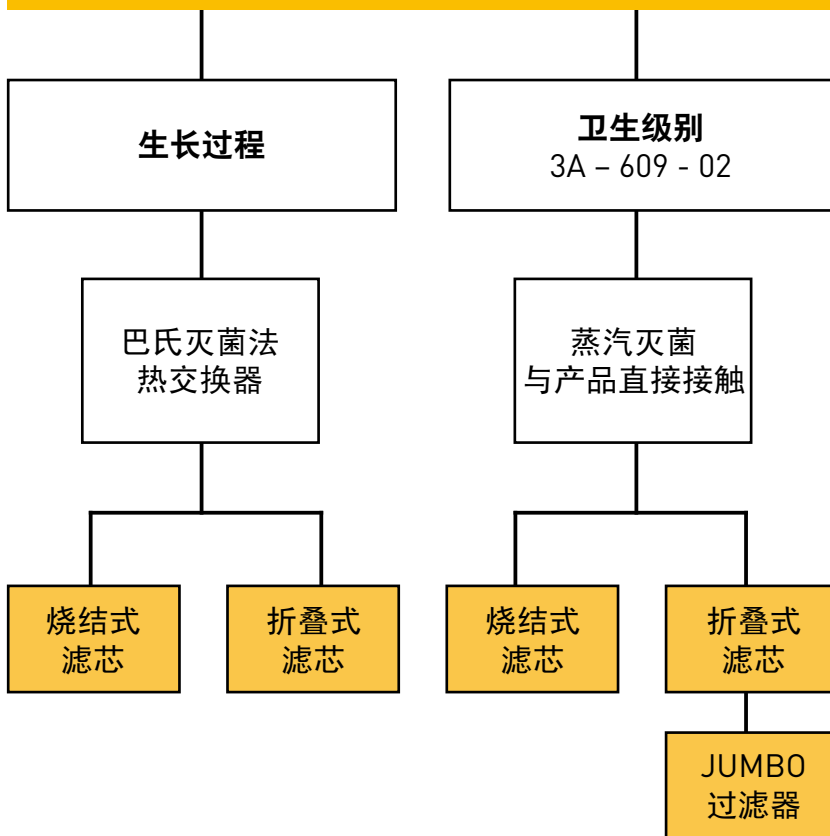 生长过程
卫生级别
3A – 609 - 02
巴氏灭菌法
热交换器
蒸汽灭菌
与产品直接接触
烧结式
滤芯
折叠式
滤芯
烧结式
滤芯
折叠式
滤芯
JUMBO
过滤器